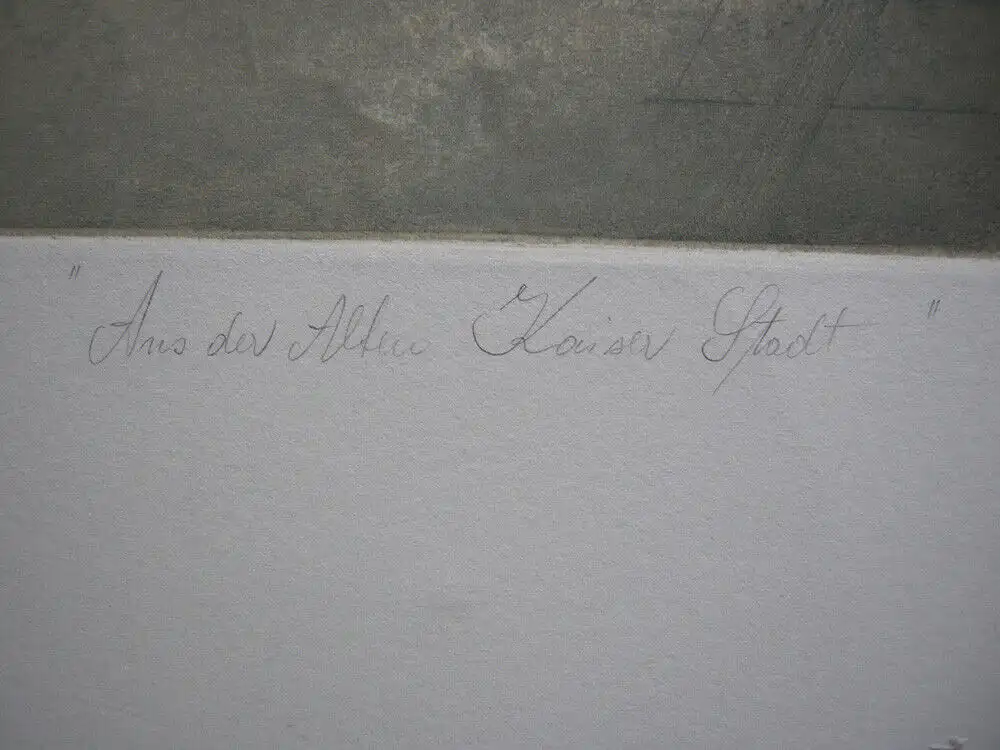 " Aus der Alten Kaiser Stadt "